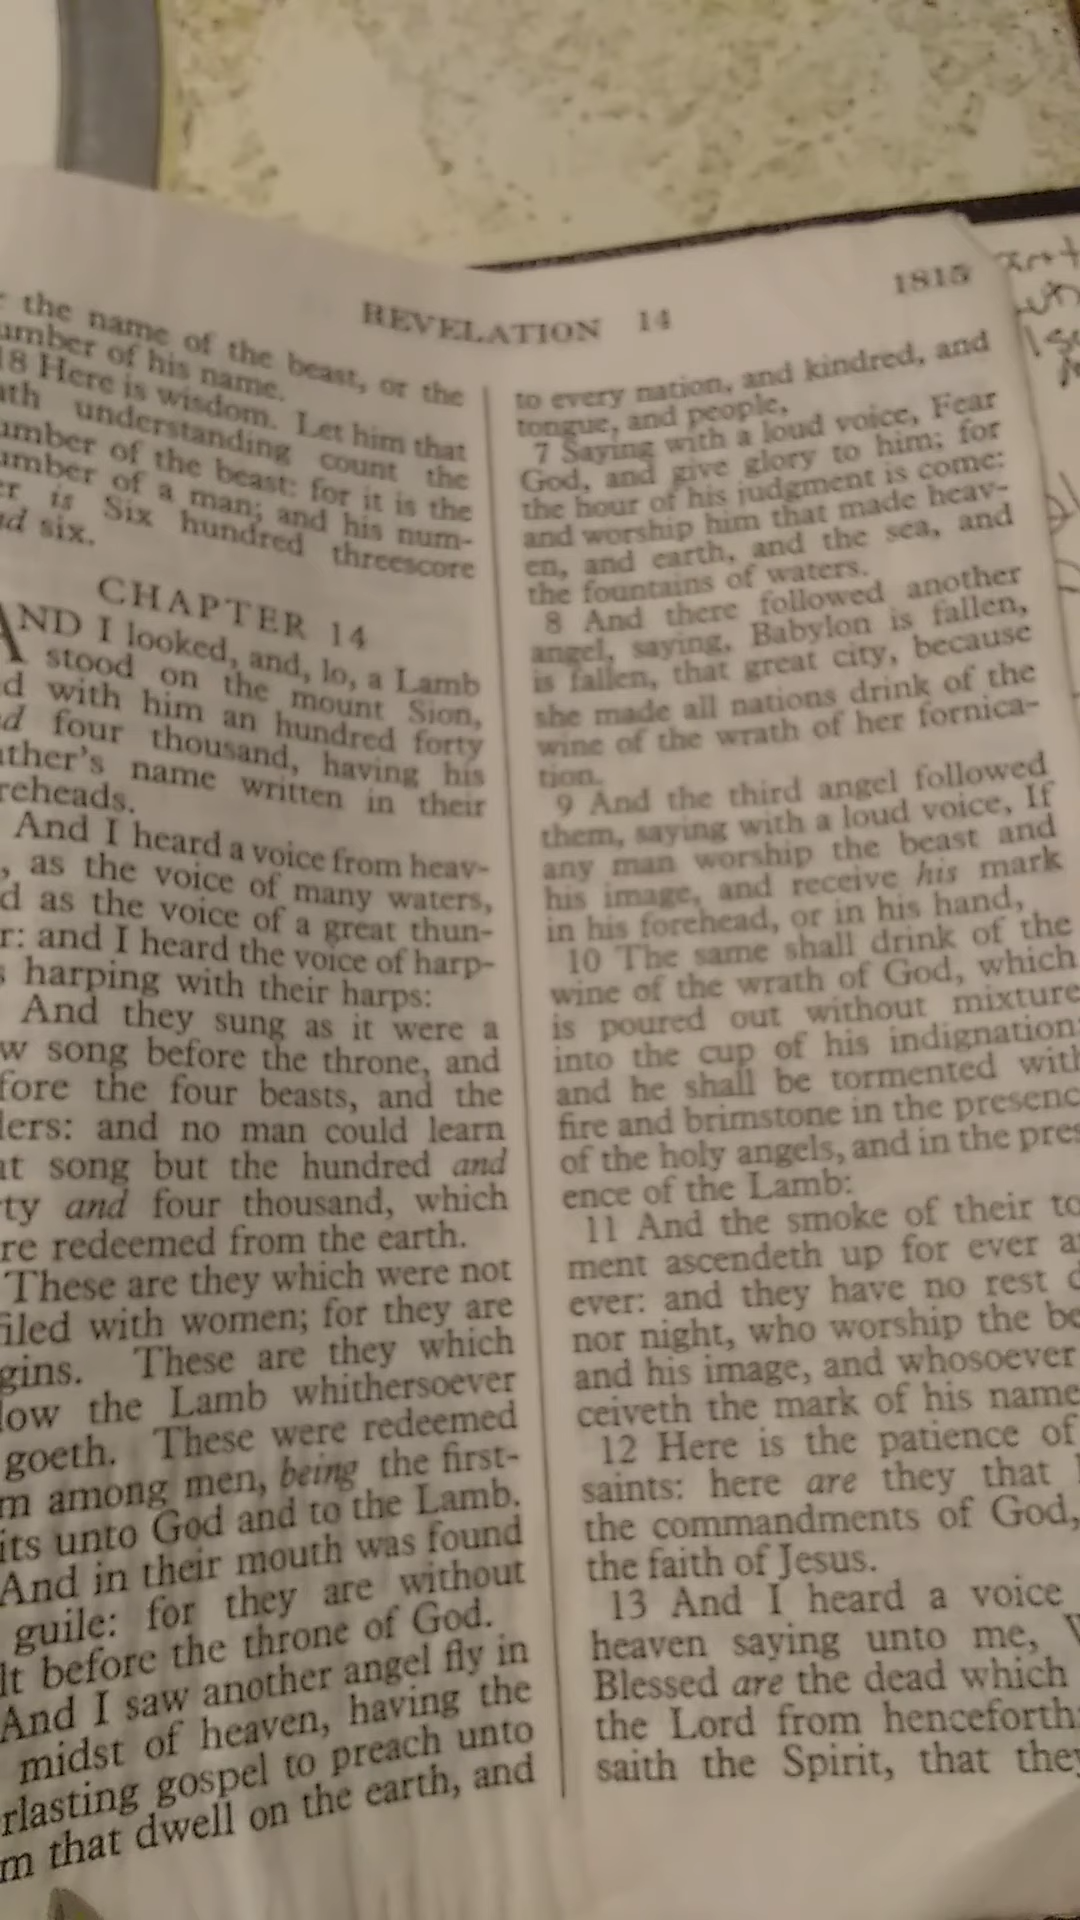 REVELATION 14
1815
the name of the beast, or the
umber of his name.
18 Here is wisdom. Let him that
ath understanding count the
umber of the beast: for it is the
umber of a man; and his num-
er is Six hundred threescore
nd six.
CHAPTER 14
AND I looked, and, lo, a Lamb
stood on the mount Sion,
d with him an hundred forty
nd four thousand, having his
ather's name written in their
reheads.
And I heard a voice from heav-
, as the voice of many waters,
d as the voice of a great thun-
r: and I heard the voice of harp-
s harping with their harps:
And they sung as it were a
w song before the throne, and
fore the four beasts, and the
lers: and no man could learn
at song but the hundred and
ty and four thousand, which
re redeemed from the earth.
These are they which were not
filed with women; for they are
gins. These are they which
low the Lamb whithersoever
goeth. These were redeemed
m among men, being the first-
its unto God and to the Lamb.
And in their mouth was found
guile: for they are without
lt before the throne of God.
And I saw another angel fly in
midst of heaven, having the
rlasting gospel to preach unto
m that dwell on the earth, and
to every nation, and kindred, and
tongue, and people,
7 Saying with a loud voice, Fear
God, and give glory to him; for
the hour of his judgment is come:
and worship him that made heav-
en, and earth, and the sea, and
the fountains of waters.
8 And there followed another
angel, saying, Babylon is fallen,
is fallen, that great city, because
she made all nations drink of the
wine of the wrath of her fornica-
tion.
9 And the third angel followed
them, saying with a loud voice, If
any man worship the beast and
his image, and receive his mark
in his forehead, or in his hand,
10 The same shall drink of the
wine of the wrath of God, which
is poured out without mixture
into the cup of his indignation;
and he shall be tormented with
fire and brimstone in the presenc
of the holy angels, and in the pres
ence of the Lamb:
11 And the smoke of their to
ment ascendeth up for ever a
ever: and they have no rest d
nor night, who worship the be
and his image, and whosoever
ceiveth the mark of his name
12 Here is the patience of
saints: here are they that
the commandments of God,
the faith of Jesus.
13 And I heard a voice
heaven saying unto me, W
Blessed are the dead which
the Lord from henceforth:
saith the Spirit, that they